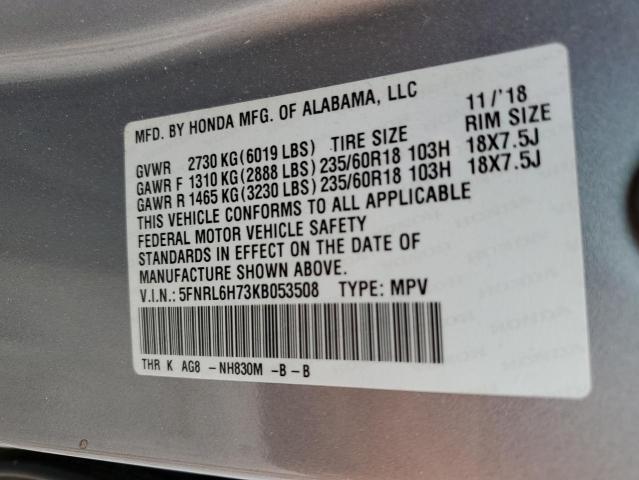 MFD. BY HONDA MFG. OF ALABAMA, LLC 11/'18
GVWR 2730 KG(6019 LBS) TIRE SIZE RIM SIZE
GAWR F 1310 KG(2888 LBS) 235/60R18 103H 18X7.5J
GAWR R 1465 KG(3230 LBS) 235/60R18 103H 18X7.5J
THIS VEHICLE CONFORMS TO ALL APPLICABLE
FEDERAL MOTOR VEHICLE SAFETY
STANDARDS IN EFFECT ON THE DATE OF
MANUFACTURE SHOWN ABOVE.
V.I.N.: 5FNRL6H73KB053508 TYPE: MPV
THR K AG8 -NH830M -B-B